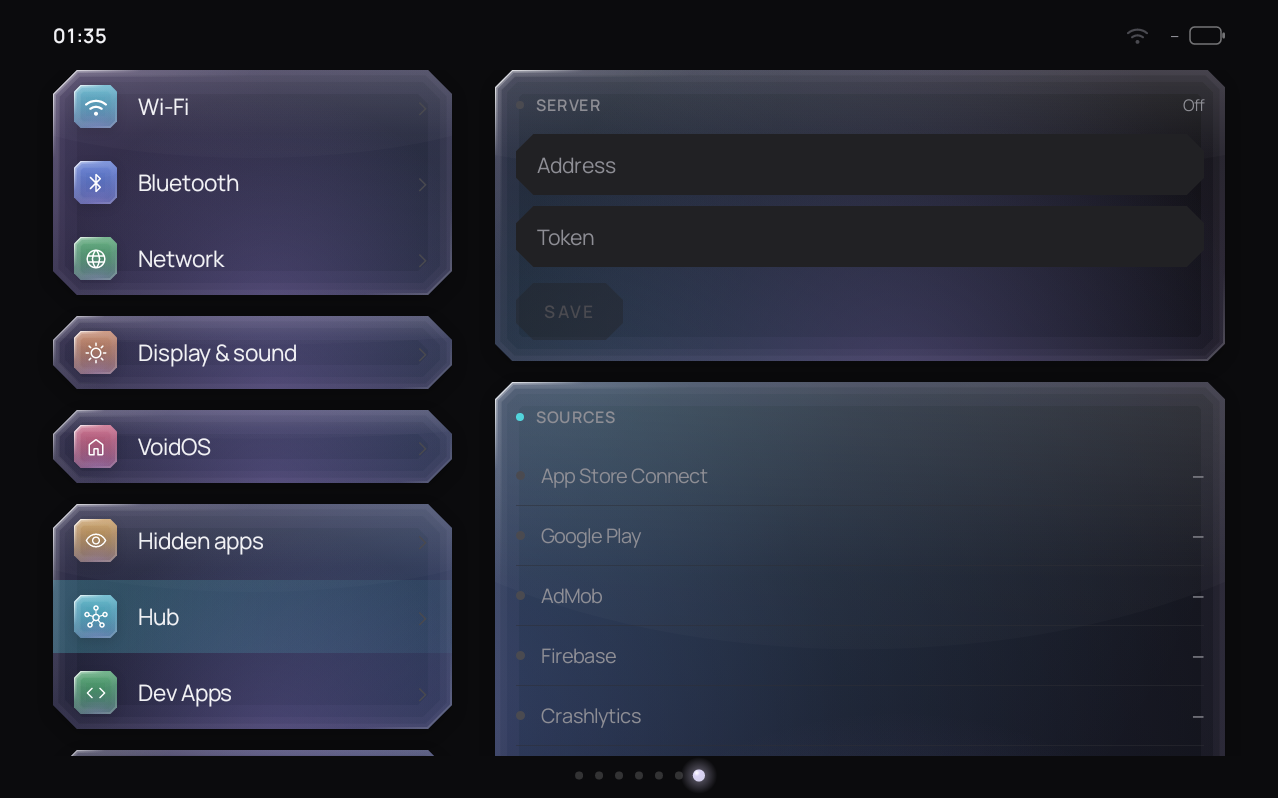 01:35
–
Wi-Fi
Bluetooth
Network
Display & sound
VoidOS
Hidden apps
Hub
Dev Apps
SERVER
Off
Address
Token
SAVE
SOURCES
App Store Connect –
Google Play –
AdMob –
Firebase –
Crashlytics –